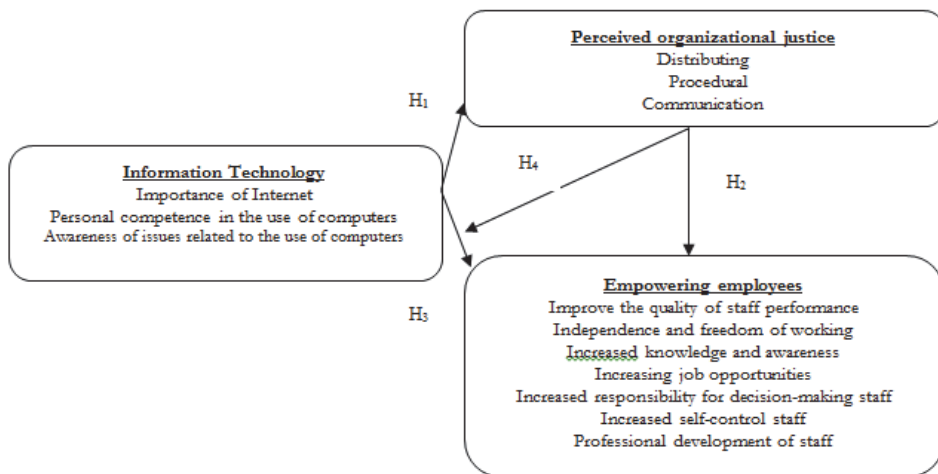 Perceived organizational justice
Distributing
Procedural
Communication
H₁
H₄
H₂
Information Technology
Importance of Internet
Personal competence in the use of computers
Awareness of issues related to the use of computers
H₃
Empowering employees
Improve the quality of staff performance
Independence and freedom of working
Increased knowledge and awareness
Increasing job opportunities
Increased responsibility for decision-making staff
Increased self-control staff
Professional development of staff